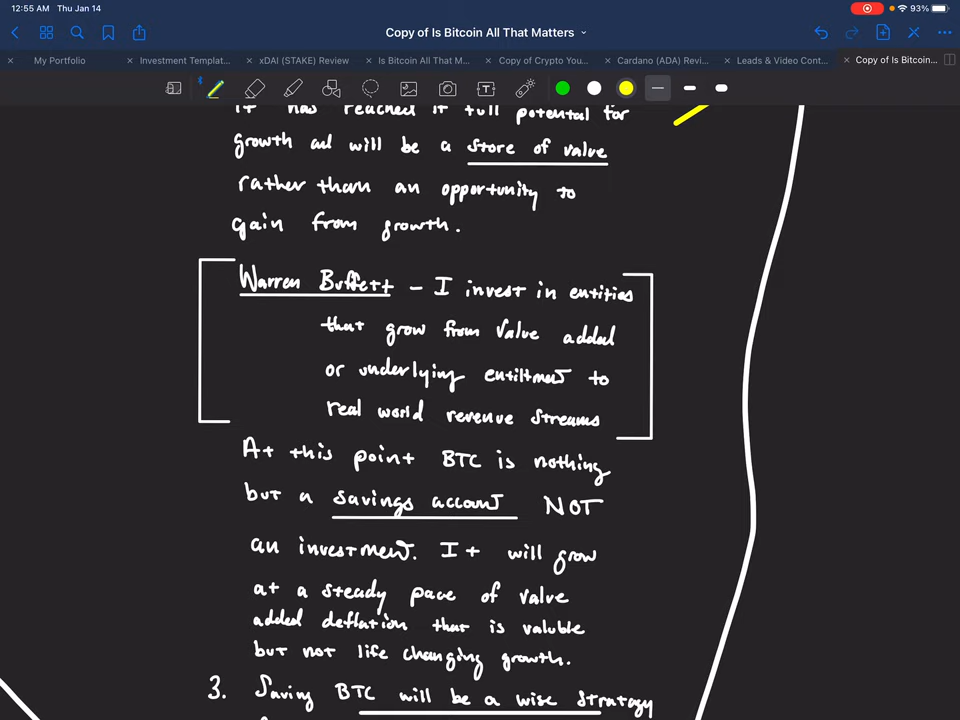 12:55 AM Thu Jan 14 93%
Copy of Is Bitcoin All That Matters
My Portfolio Investment Templat... xDAI (STAKE) Review Is Bitcoin All That M... Copy of Crypto You... Cardano (ADA) Revi... Leads & Video Cont... Copy of Is Bitcoin...
It has reached it full potential for
growth ad will be a store of value
rather than an opportunity to
gain from growth.
Warren Buffett - I invest in entities
that grow from value added
or underlying entiltment to
real world revenue streams
At this point BTC is nothing
but a savings account NOT
an investment. It will grow
at a steady pace of value
added deflation that is valuble
but not life changing growth.
3. Saving BTC will be a wise strategy